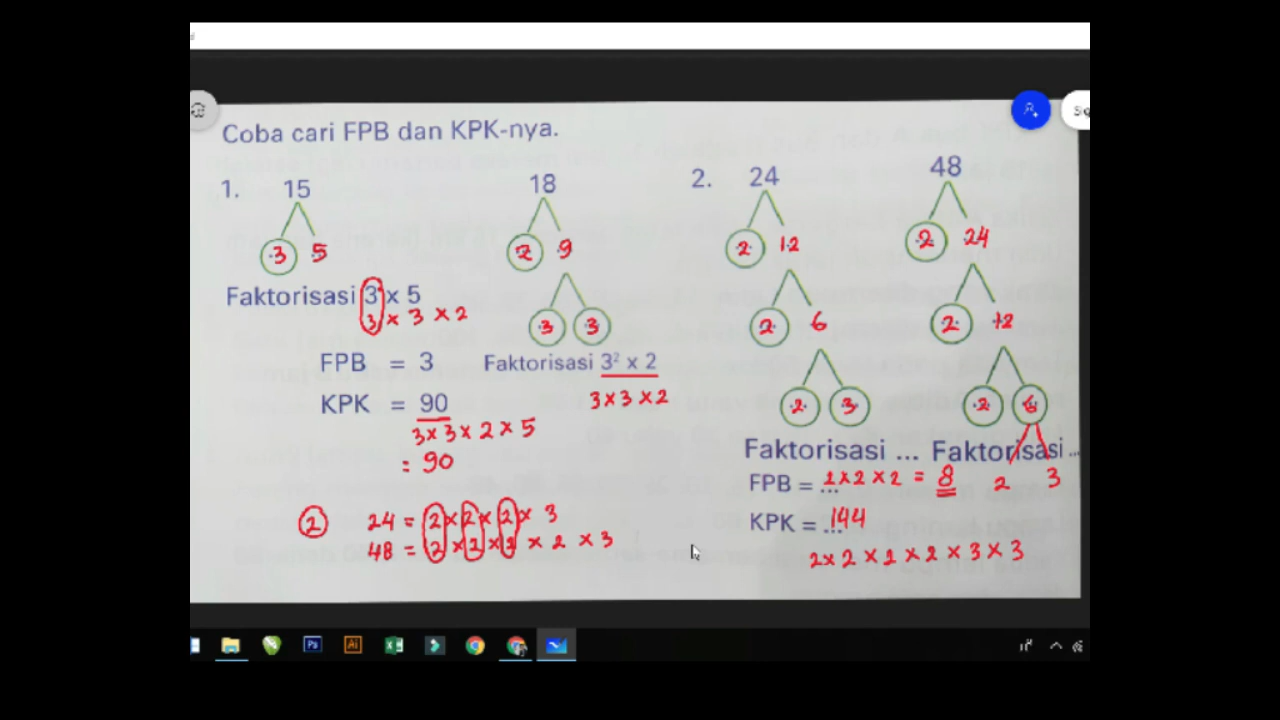 Coba cari FPB dan KPK-nya.
1. 15 18
3 5 2 9
3 3
Faktorisasi 3 x 5
3 x 3 x 2
FPB = 3
KPK = 90
3 x 3 x 2 x 5
= 90
Faktorisasi 3² x 2
3 x 3 x 2
2. 24 48
2 12 2 24
2 6 2 12
2 3 2 6
2 3
Faktorisasi ... Faktorisasi ...
FPB = ... 2 x 2 x 2 = 8
KPK = ... 144
2 x 2 x 2 x 2 x 3 x 3
2 24 = 2 x 2 x 2 x 3
48 = 2 x 2 x 2 x 2 x 3
Ps Ai